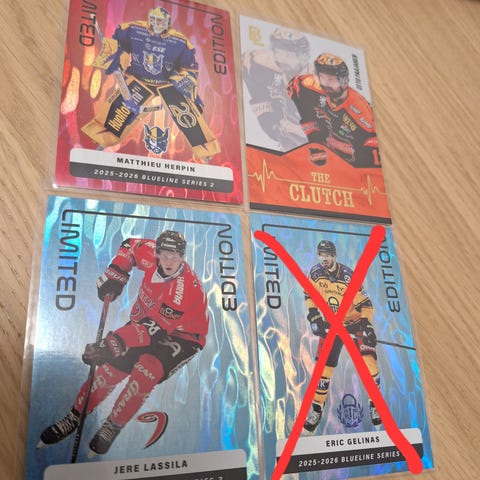 LIMITED
EDITION
MATTHIEU HERPIN
2025-2026 BLUELINE SERIES 2
THE
CLUTCH
LIMITED
EDITION
JERE LASSILA
LIMITED
EDITION
ERIC GELINAS
2025-2026 BLUELINE SERIES 2